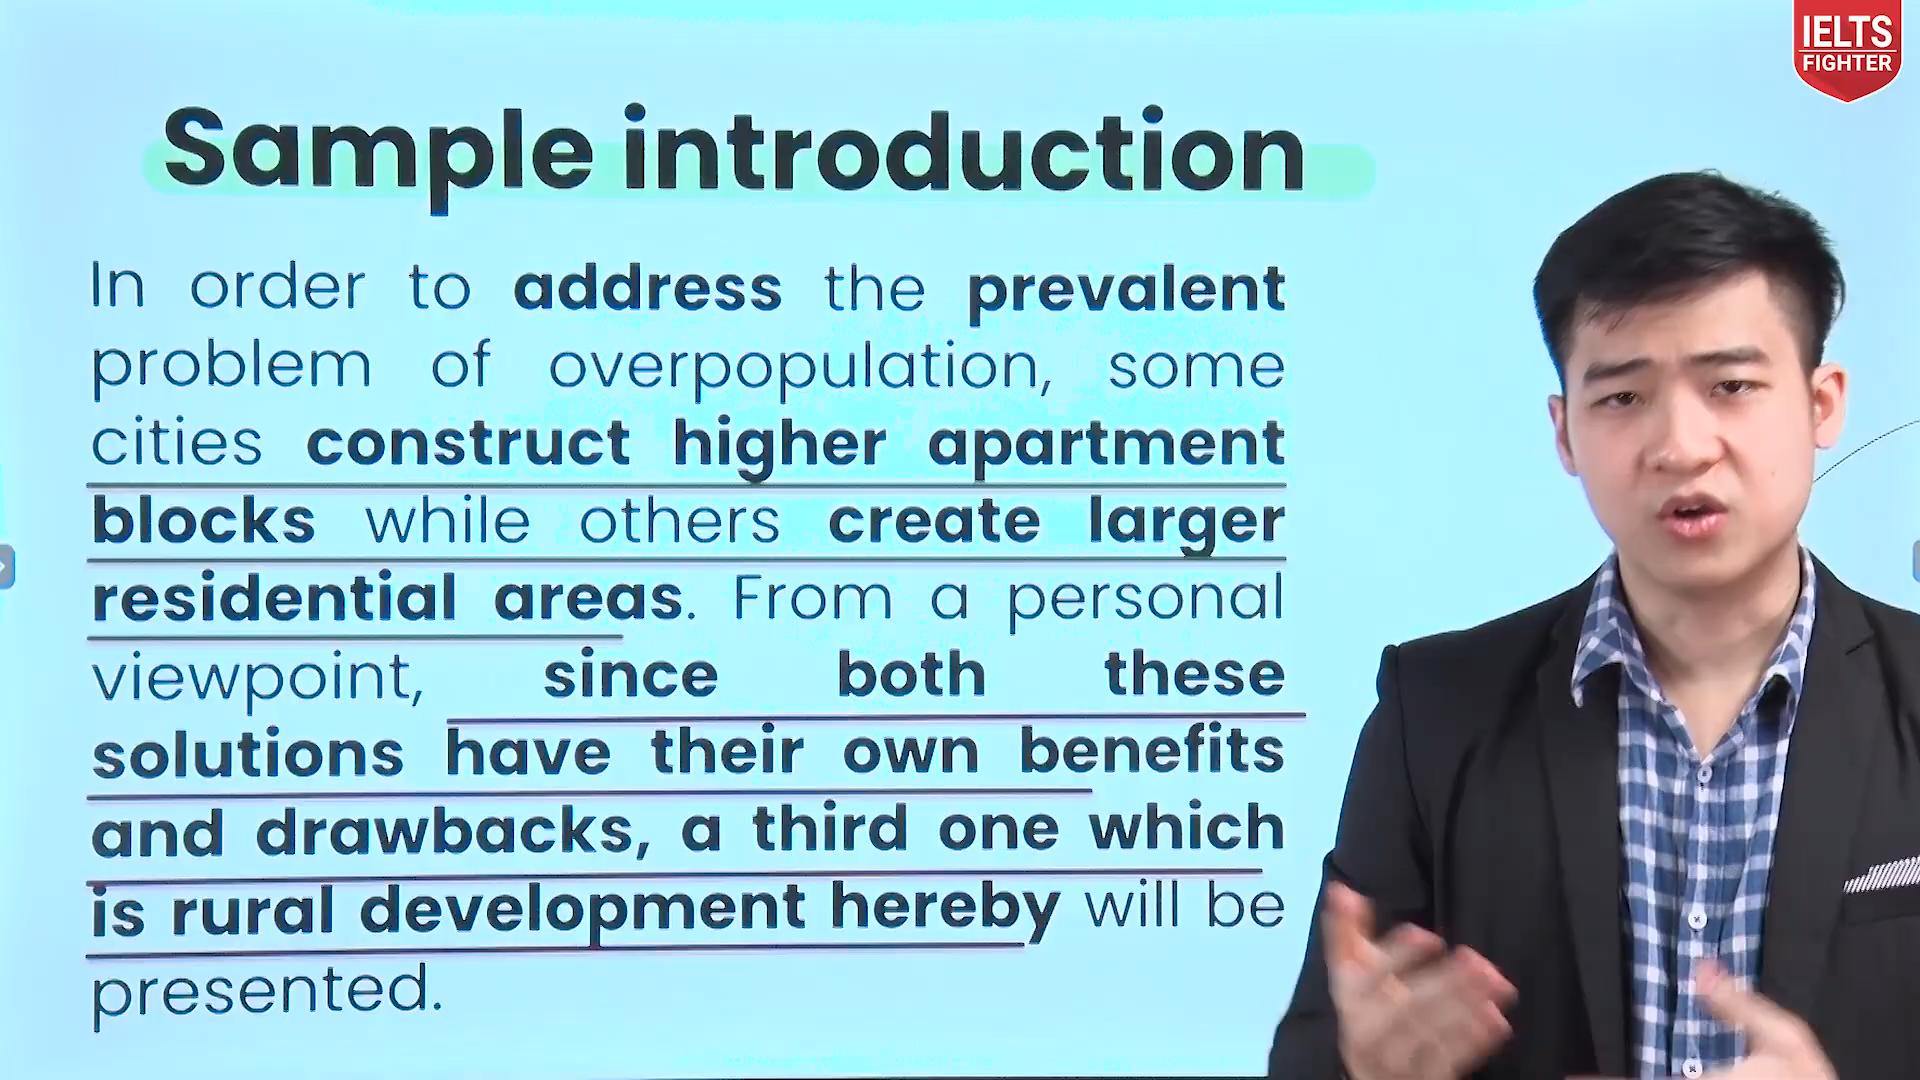 IELTS
FIGHTER
Sample introduction
In order to address the prevalent
problem of overpopulation, some
cities construct higher apartment
blocks while others create larger
residential areas. From a personal
viewpoint, since both these
solutions have their own benefits
and drawbacks, a third one which
is rural development hereby will be
presented.